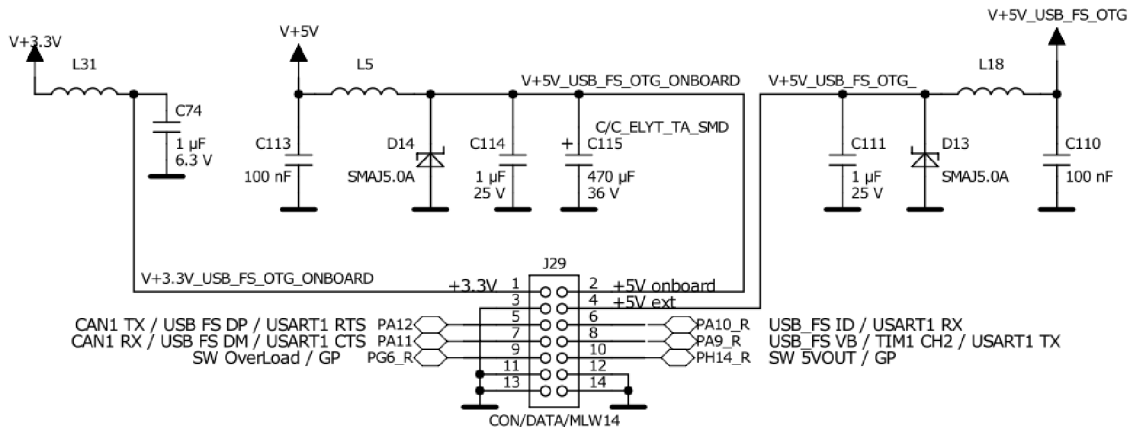 V+5V_USB_FS_OTG
V+3.3V
V+5V
L31
L5
L18
V+5V_USB_FS_OTG_ONBOARD
V+5V_USB_FS_OTG_
C74
1 µF
6.3 V
C/C_ELYT_TA_SMD
C113
100 nF
D14
SMAJ5.0A
C114
1 µF
25 V
+
C115
470 µF
36 V
C111
1 µF
25 V
D13
SMAJ5.0A
C110
100 nF
V+3.3V_USB_FS_OTG_ONBOARD
J29
+3.3V 1 2 +5V onboard
3 4 +5V ext
CAN1 TX / USB FS DP / USART1 RTS PA12 5 6 PA10_R USB_FS ID / USART1 RX
CAN1 RX / USB FS DM / USART1 CTS PA11 7 8 PA9_R USB_FS VB / TIM1 CH2 / USART1 TX
SW OverLoad / GP PG6_R 9 10 PH14_R SW 5VOUT / GP
11 12
13 14
CON/DATA/MLW14